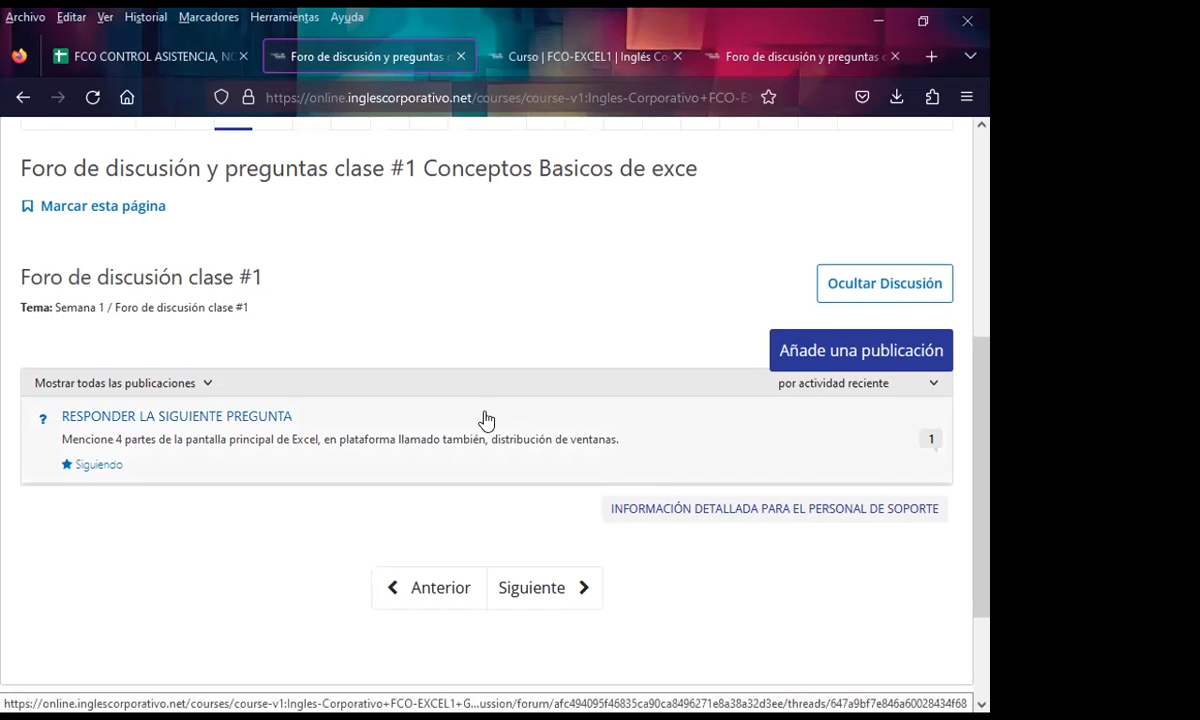 Archivo Editar Ver Historial Marcadores Herramientas Ayuda
FCO CONTROL ASISTENCIA, NO
Foro de discusión y preguntas c
Curso | FCO-EXCEL1 | Inglés Co
Foro de discusión y preguntas c
https://online.inglescorporativo.net/courses/course-v1:Ingles-Corporativo+FCO-E
Foro de discusión y preguntas clase #1 Conceptos Basicos de exce
Marcar esta página
Foro de discusión clase #1
Ocultar Discusión
Tema: Semana 1 / Foro de discusión clase #1
Añade una publicación
Mostrar todas las publicaciones
por actividad reciente
? RESPONDER LA SIGUIENTE PREGUNTA
Mencione 4 partes de la pantalla principal de Excel, en plataforma llamado también, distribución de ventanas.
1
Siguiendo
INFORMACIÓN DETALLADA PARA EL PERSONAL DE SOPORTE
Anterior
Siguiente
https://online.inglescorporativo.net/courses/course-v1:Ingles-Corporativo+FCO-EXCEL1+G…ussion/forum/afc494095f46835ca90ca8496271e8a38a32d3ee/threads/647a9bf7e846a60028434f68